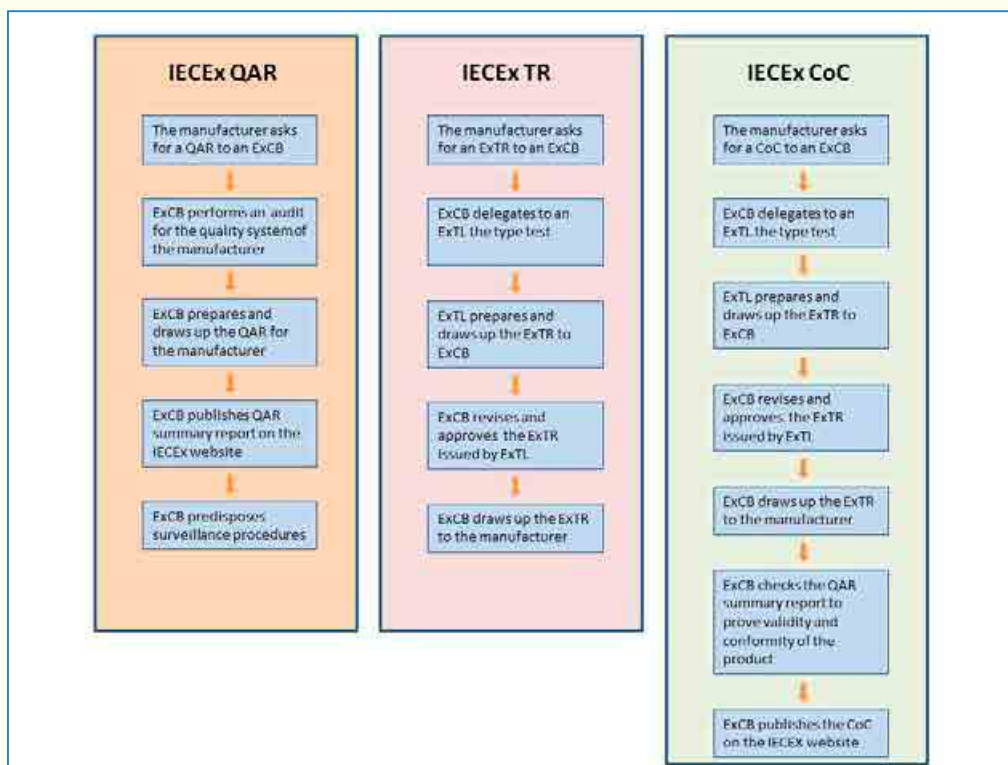 IECEx QAR
The manufacturer asks
for a QAR to an ExCB
ExCB performs an audit
for the quality system of
the manufacturer
ExCB prepares and
draws up the QAR for
the manufacturer
ExCB publishes QAR
summary report on the
IECEx website
ExCB predisposes
surveillance procedures
IECEx TR
The manufacturer asks
for an ExTR to an ExCB
ExCB delegates to an
ExTL the type test
ExTL prepares and
draws up the ExTR to
ExCB
ExCB revises and
approves the ExTR
issued by ExTL
ExCB draws up the ExTR
to the manufacturer
IECEx CoC
The manufacturer asks
for a CoC to an ExCB
ExCB delegates to an
ExTL the type test
ExTL prepares and
draws up the ExTR to
ExCB
ExCB revises and
approves the ExTR
issued by ExTL
ExCB draws up the ExTR
to the manufacturer
ExCB checks the QAR
summary report to
prove validity and
conformity of the
product
ExCB publishes the CoC
on the IECEX website